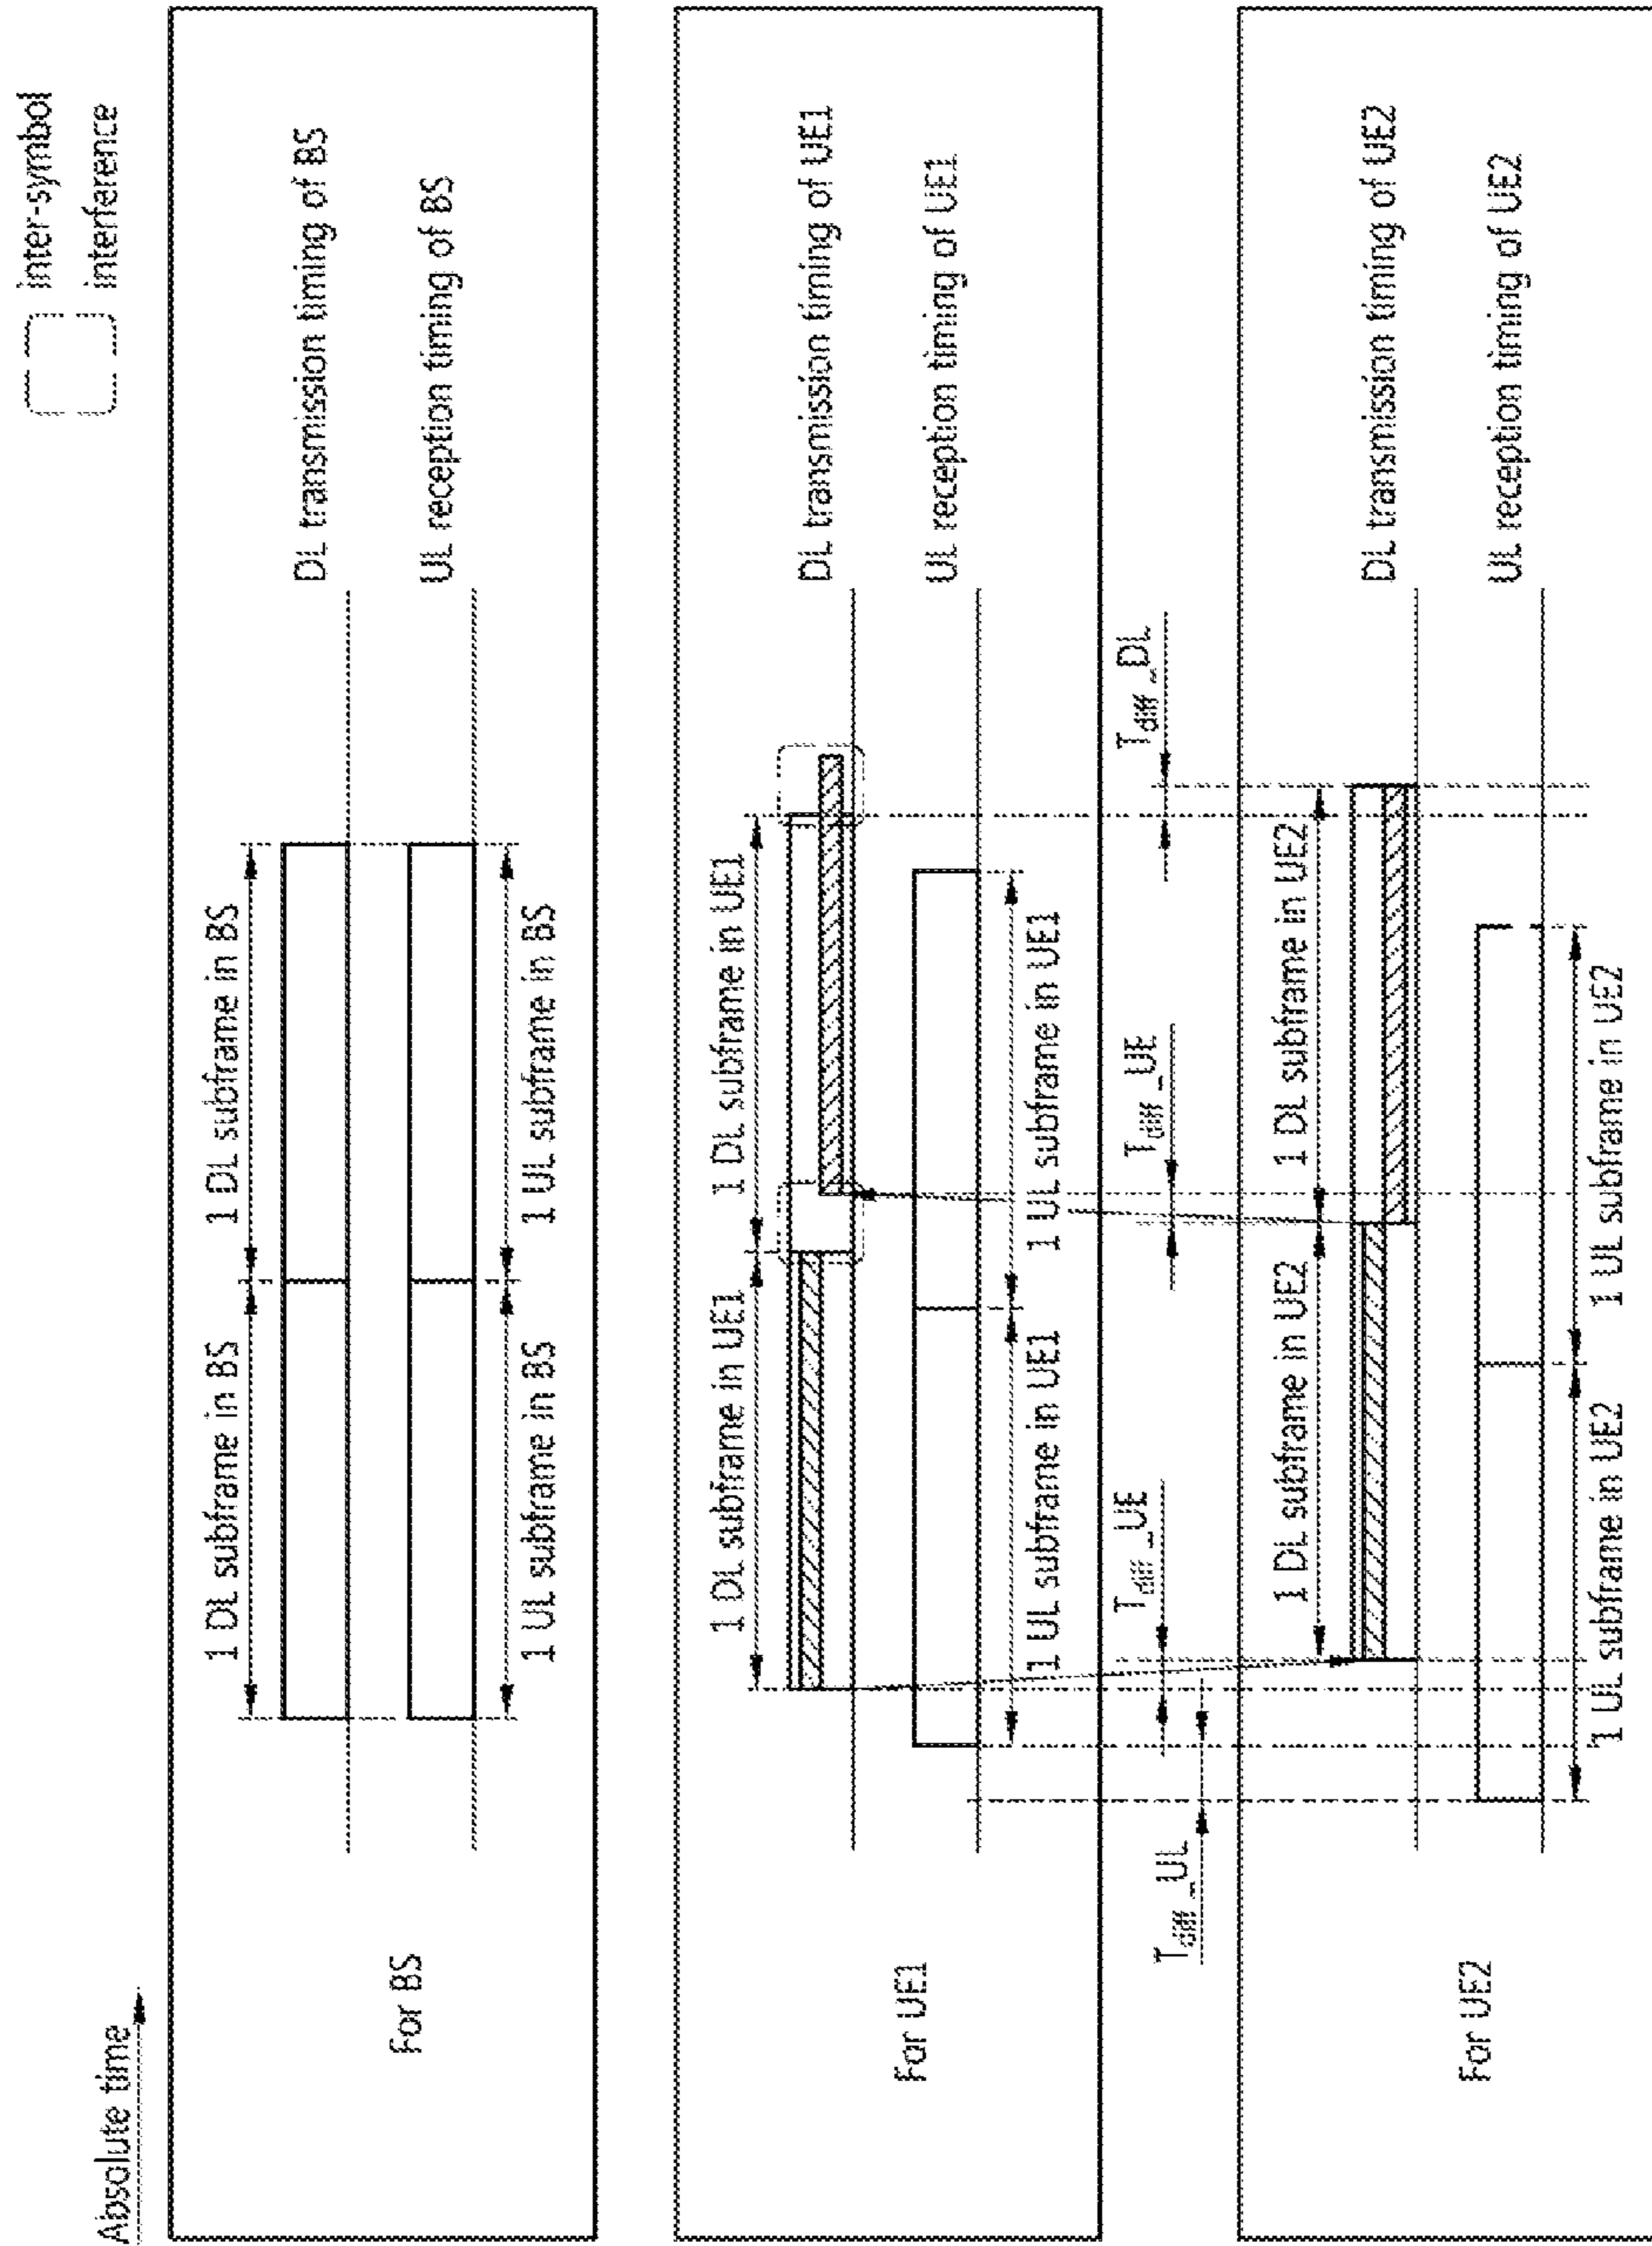 Absolute time
inter-symbol
interference
For BS
1 DL subframe in BS
1 DL subframe in BS
DL transmission timing of BS
UL reception timing of BS
1 UL subframe in BS
1 UL subframe in BS
For UE1
1 DL subframe in UE1
1 DL subframe in UE1
DL transmission timing of UE1
UL reception timing of UE1
1 UL subframe in UE1
1 UL subframe in UE1
Tdiff_UL
Tdiff_UE
Tdiff_UE
Tdiff_DL
For UE2
1 DL subframe in UE2
1 DL subframe in UE2
DL transmission timing of UE2
UL reception timing of UE2
1 UL subframe in UE2
1 UL subframe in UE2